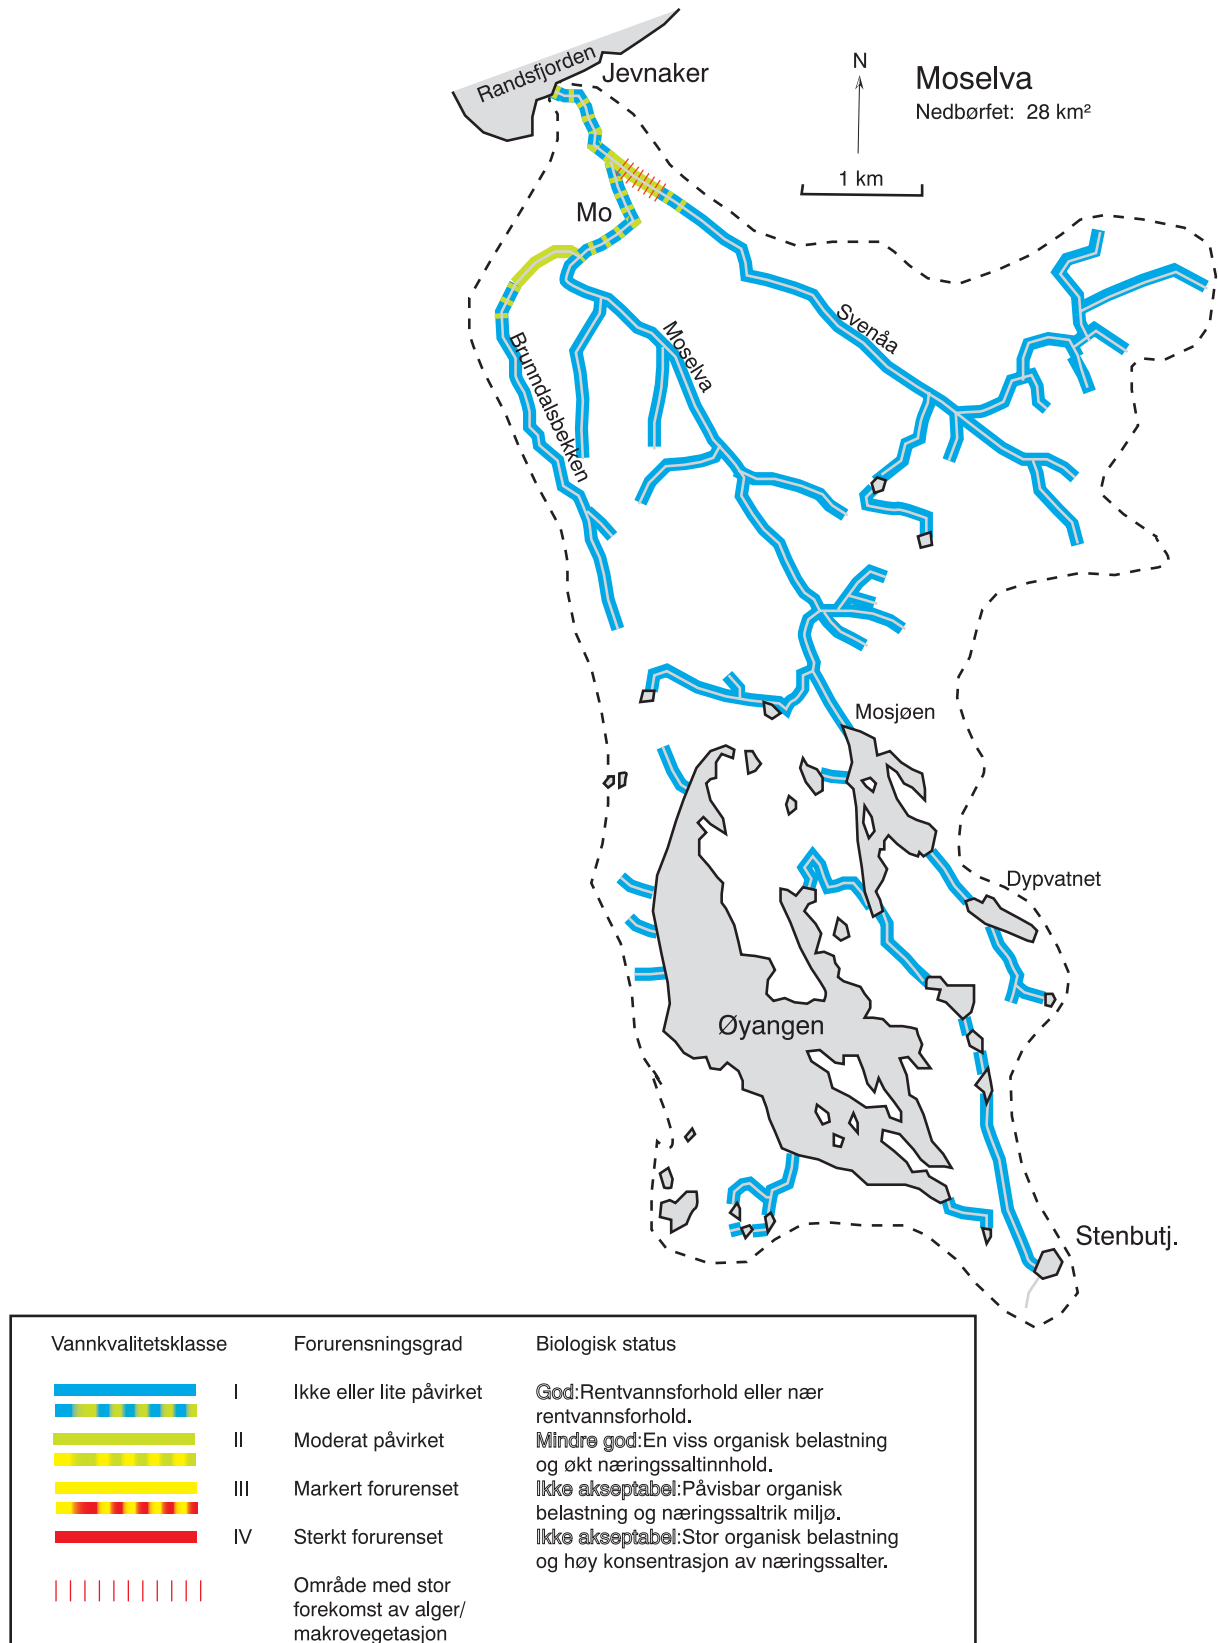 Randsfjorden
Jevnaker
N
Moselva
Nedbørfet: 28 km²
1 km
Mo
Svenåa
Moselva
Brunndalsbekken
Mosjøen
Dypvatnet
Øyangen
Stenbutj.
Vannkvalitetsklasse Forurensningsgrad Biologisk status
I Ikke eller lite påvirket God:Rentvannsforhold eller nær
rentvannsforhold.
II Moderat påvirket Mindre god:En viss organisk belastning
og økt næringssaltinnhold.
III Markert forurenset Ikke akseptabel:Påvisbar organisk
belastning og næringssaltrik miljø.
IV Sterkt forurenset Ikke akseptabel:Stor organisk belastning
og høy konsentrasjon av næringssalter.
Område med stor
forekomst av alger/
makrovegetasjon